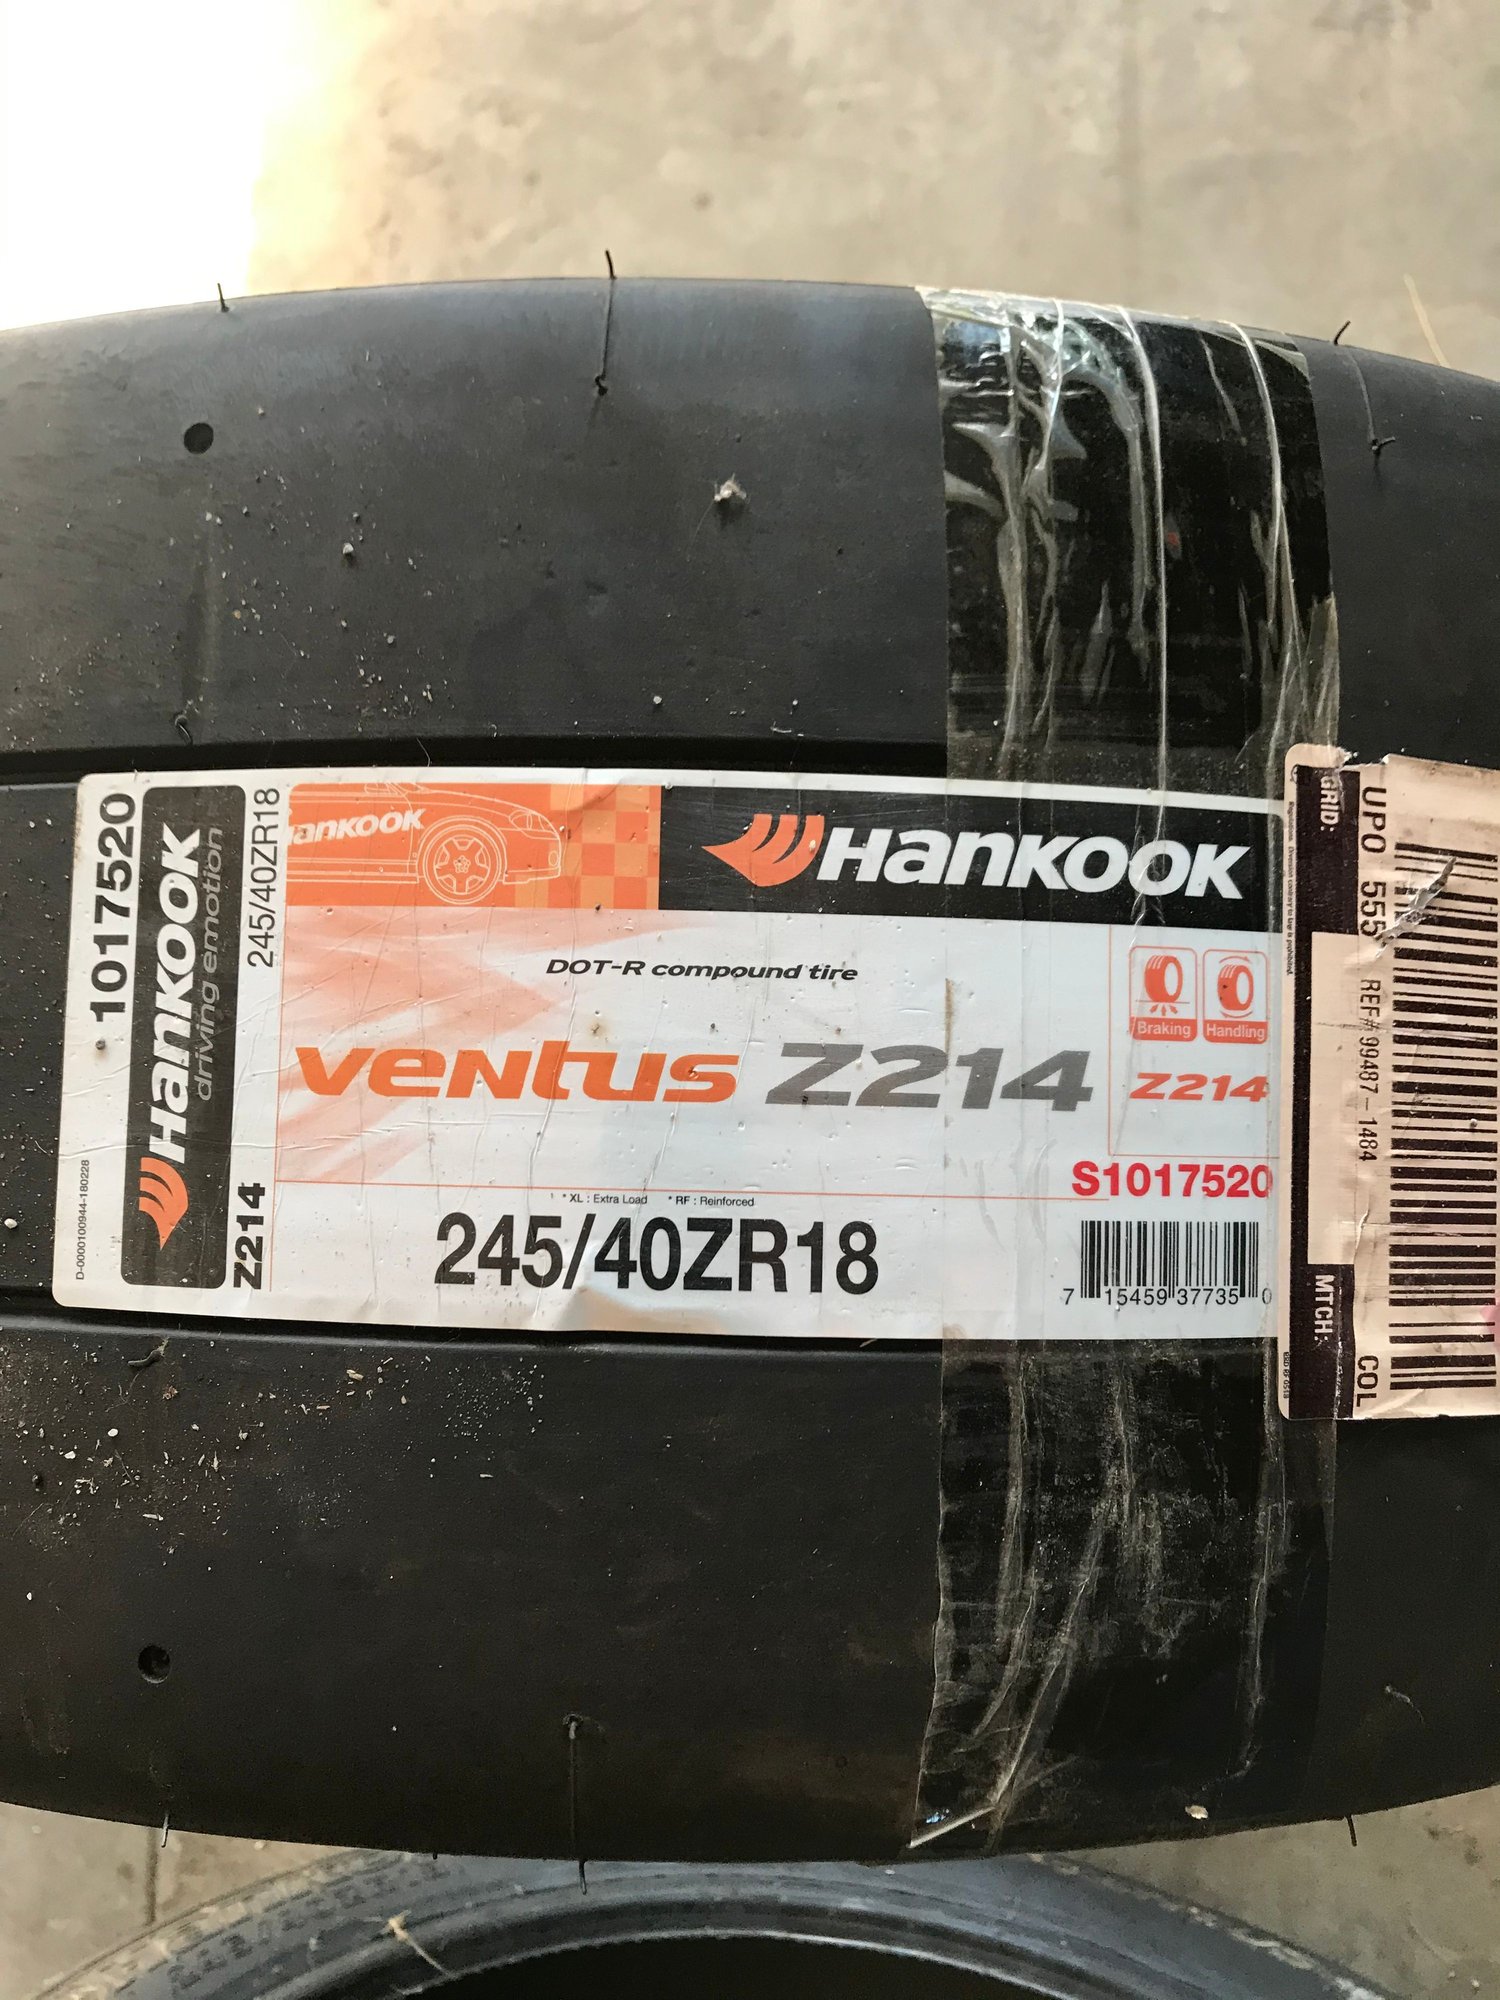 1017520
HANKOOK
driving emotion
245/40ZR18
Z214
D-0000100944-180228
HANKOOK
HANKOOK
DOT-R compound tire
ventus Z214
Braking
Handling
Z214
S1017520
* XL : Extra Load * RF : Reinforced
245/40ZR18
7 15459 37735 0
GRID:
MTCH:
UPO 555
COL
REF#99487-1484